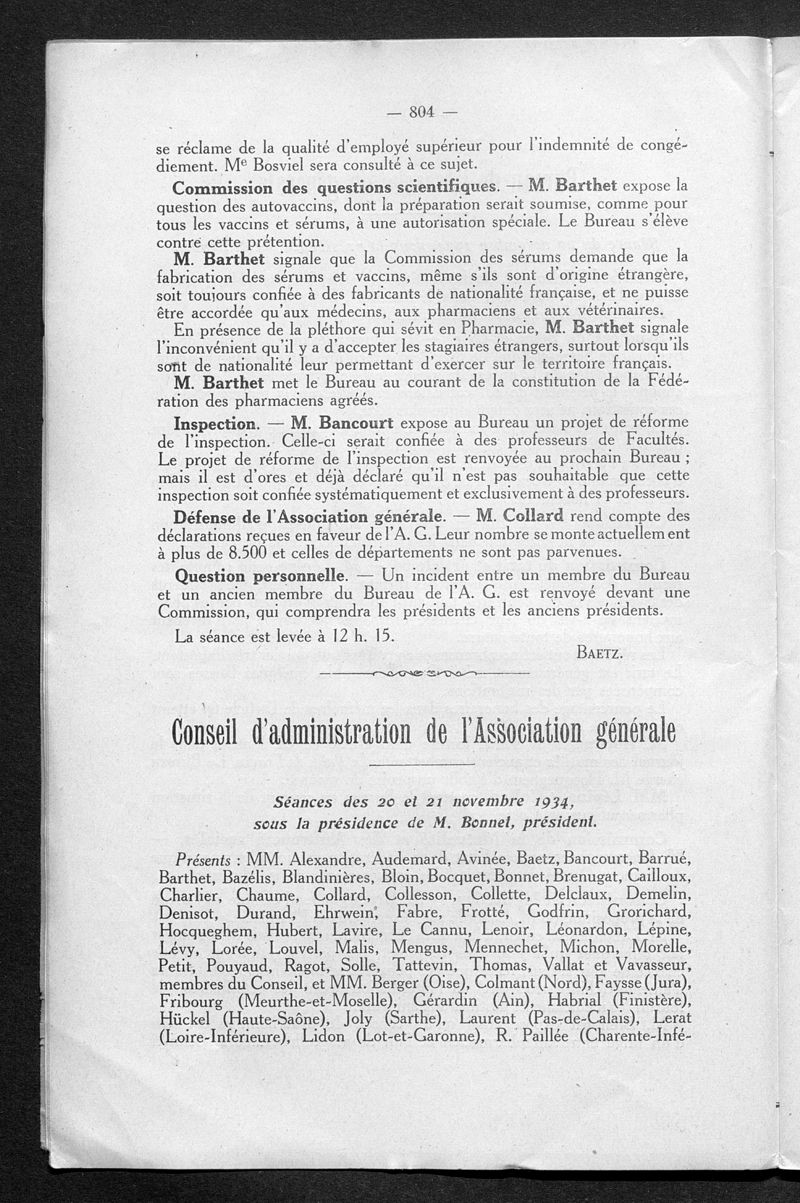 — 804 —
se réclame de la qualité d'employé supérieur pour l'indemnité de congé-
diement. Me Bosviel sera consulté à ce sujet.
Commission des questions scientifiques. — M. Barthet expose la
question des autovaccins, dont la préparation serait soumise, comme pour
tous les vaccins et sérums, à une autorisation spéciale. Le Bureau s'élève
contre cette prétention.
M. Barthet signale que la Commission des sérums demande que la
fabrication des sérums et vaccins, même s'ils sont d'origine étrangère,
soit toujours confiée à des fabricants de nationalité française, et ne puisse
être accordée qu'aux médecins, aux pharmaciens et aux vétérinaires.
En présence de la pléthore qui sévit en Pharmacie, M. Barthet signale
l'inconvénient qu'il y a d'accepter les stagiaires étrangers, surtout lorsqu'ils
sont de nationalité leur permettant d'exercer sur le territoire français.
M. Barthet met le Bureau au courant de la constitution de la Fédé-
ration des pharmaciens agréés.
Inspection. — M. Bancourt expose au Bureau un projet de réforme
de l'inspection. Celle-ci serait confiée à des professeurs de Facultés.
Le projet de réforme de l'inspection est renvoyée au prochain Bureau ;
mais il est d'ores et déjà déclaré qu'il n'est pas souhaitable que cette
inspection soit confiée systématiquement et exclusivement à des professeurs.
Défense de l'Association générale. — M. Collard rend compte des
déclarations reçues en faveur de l'A. G. Leur nombre se monte actuellem ent
à plus de 8.500 et celles de départements ne sont pas parvenues.
Question personnelle. — Un incident entre un membre du Bureau
et un ancien membre du Bureau de l'A. G. est renvoyé devant une
Commission, qui comprendra les présidents et les anciens présidents.
La séance est levée à 12 h. 15.
BAETZ.
Conseil d'administration de l'Association générale
Séances des 20 et 21 novembre 1934,
sous la présidence de M. Bonnet, président.
Présents : MM. Alexandre, Audemard, Avinée, Baetz, Bancourt, Barrué,
Barthet, Bazélis, Blandinières, Bloin, Bocquet, Bonnet, Brenugat, Cailloux,
Charlier, Chaume, Collard, Collesson, Collette, Delclaux, Demelin,
Denisot, Durand, Ehrwein, Fabre, Frotté, Godfrin, Grorichard,
Hocqueghem, Hubert, Lavire, Le Cannu, Lenoir, Léonardon, Lépine,
Lévy, Lorée, Louvel, Malis, Mengus, Mennechet, Michon, Morelle,
Petit, Pouyaud, Ragot, Solle, Tattevin, Thomas, Vallat et Vavasseur,
membres du Conseil, et MM. Berger (Oise), Colmant (Nord), Faysse (Jura),
Fribourg (Meurthe-et-Moselle), Gérardin (Ain), Habrial (Finistère),
Hückel (Haute-Saône), Joly (Sarthe), Laurent (Pas-de-Calais), Lerat
(Loire-Inférieure), Lidon (Lot-et-Garonne), R. Paillée (Charente-Infé-